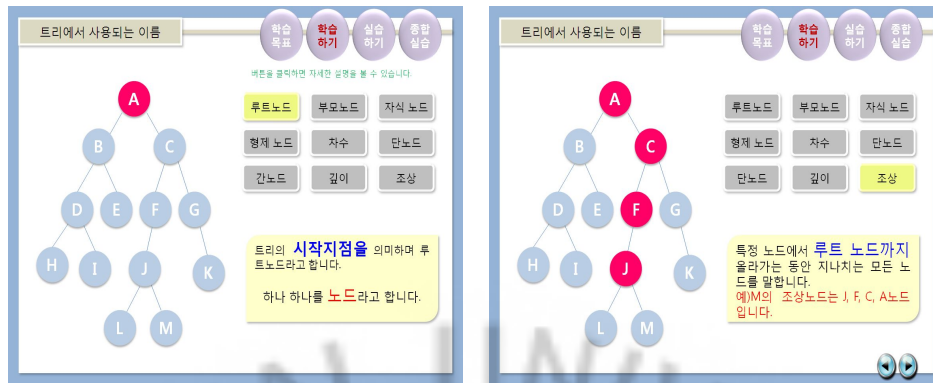 트리에서 사용되는 이름
학습 목표
학습 하기
실습 하기
종합 실습
버튼을 클릭하면 자세한 설명을 볼 수 있습니다.
루트노드 부모노드 자식 노드
형제 노드 차수 단노드
간노드 깊이 조상
A
B C
D E F G
H I J K
L M
트리의 시작지점을 의미하며 루
트노드라고 합니다.
하나 하나를 노드라고 합니다.
트리에서 사용되는 이름
학습 목표
학습 하기
실습 하기
종합 실습
루트노드 부모노드 자식 노드
형제 노드 차수 단노드
단노드 깊이 조상
A
B C
D E F G
H I J K
L M
특정 노드에서 루트 노드까지
올라가는 동안 지나치는 모든 노
드를 말합니다.
예)M의 조상노드는 J, F, C, A노드
입니다.